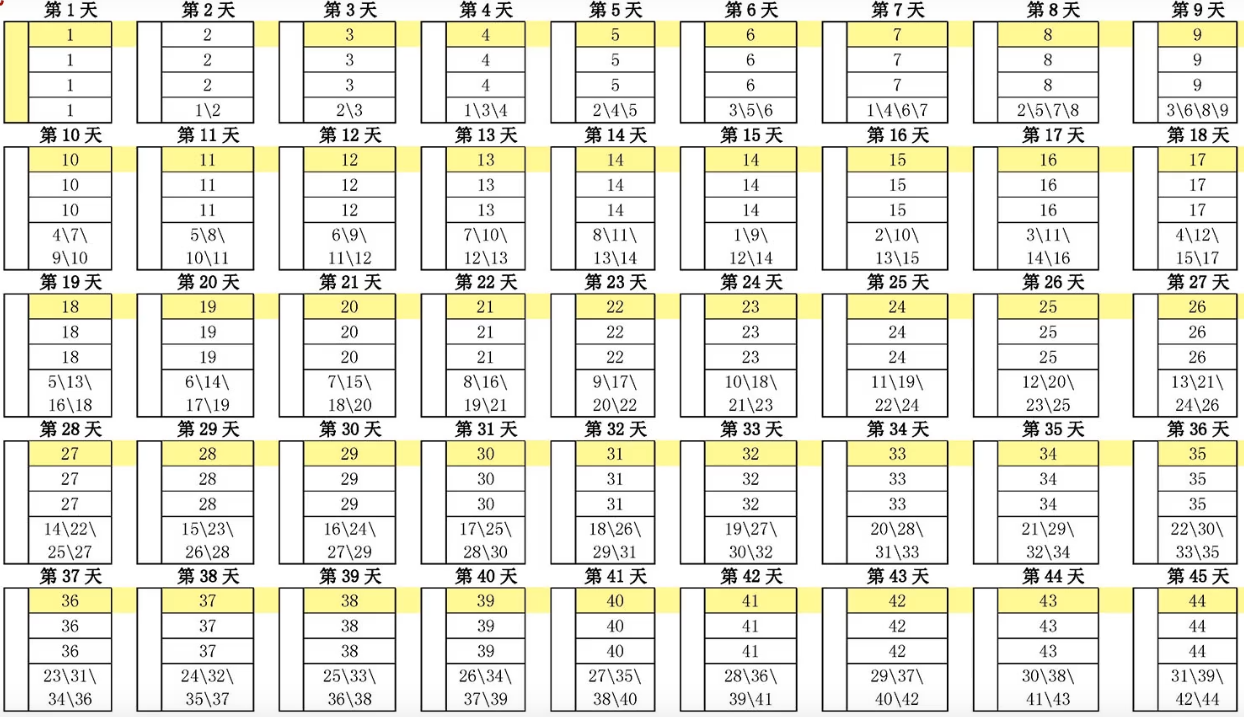 第 1 天 第 2 天 第 3 天 第 4 天 第 5 天 第 6 天 第 7 天 第 8 天 第 9 天
1 2 3 4 5 6 7 8 9
1 2 3 4 5 6 7 8 9
1 2 3 4 5 6 7 8 9
1 1\2 2\3 1\3\4 2\4\5 3\5\6 1\4\6\7 2\5\7\8 3\6\8\9
第 10 天 第 11 天 第 12 天 第 13 天 第 14 天 第 15 天 第 16 天 第 17 天 第 18 天
10 11 12 13 14 14 15 16 17
10 11 12 13 14 14 15 16 17
10 11 12 13 14 14 15 16 17
4\7\ 5\8\ 6\9\ 7\10\ 8\11\ 1\9\ 2\10\ 3\11\ 4\12\
9\10 10\11 11\12 12\13 13\14 12\14 13\15 14\16 15\17
第 19 天 第 20 天 第 21 天 第 22 天 第 23 天 第 24 天 第 25 天 第 26 天 第 27 天
18 19 20 21 22 23 24 25 26
18 19 20 21 22 23 24 25 26
18 19 20 21 22 23 24 25 26
5\13\ 6\14\ 7\15\ 8\16\ 9\17\ 10\18\ 11\19\ 12\20\ 13\21\
16\18 17\19 18\20 19\21 20\22 21\23 22\24 23\25 24\26
第 28 天 第 29 天 第 30 天 第 31 天 第 32 天 第 33 天 第 34 天 第 35 天 第 36 天
27 28 29 30 31 32 33 34 35
27 28 29 30 31 32 33 34 35
27 28 29 30 31 32 33 34 35
14\22\ 15\23\ 16\24\ 17\25\ 18\26\ 19\27\ 20\28\ 21\29\ 22\30\
25\27 26\28 27\29 28\30 29\31 30\32 31\33 32\34 33\35
第 37 天 第 38 天 第 39 天 第 40 天 第 41 天 第 42 天 第 43 天 第 44 天 第 45 天
36 37 38 39 40 41 42 43 44
36 37 38 39 40 41 42 43 44
36 37 38 39 40 41 42 43 44
23\31\ 24\32\ 25\33\ 26\34\ 27\35\ 28\36\ 29\37\ 30\38\ 31\39\
34\36 35\37 36\38 37\39 38\40 39\41 40\42 41\43 42\44